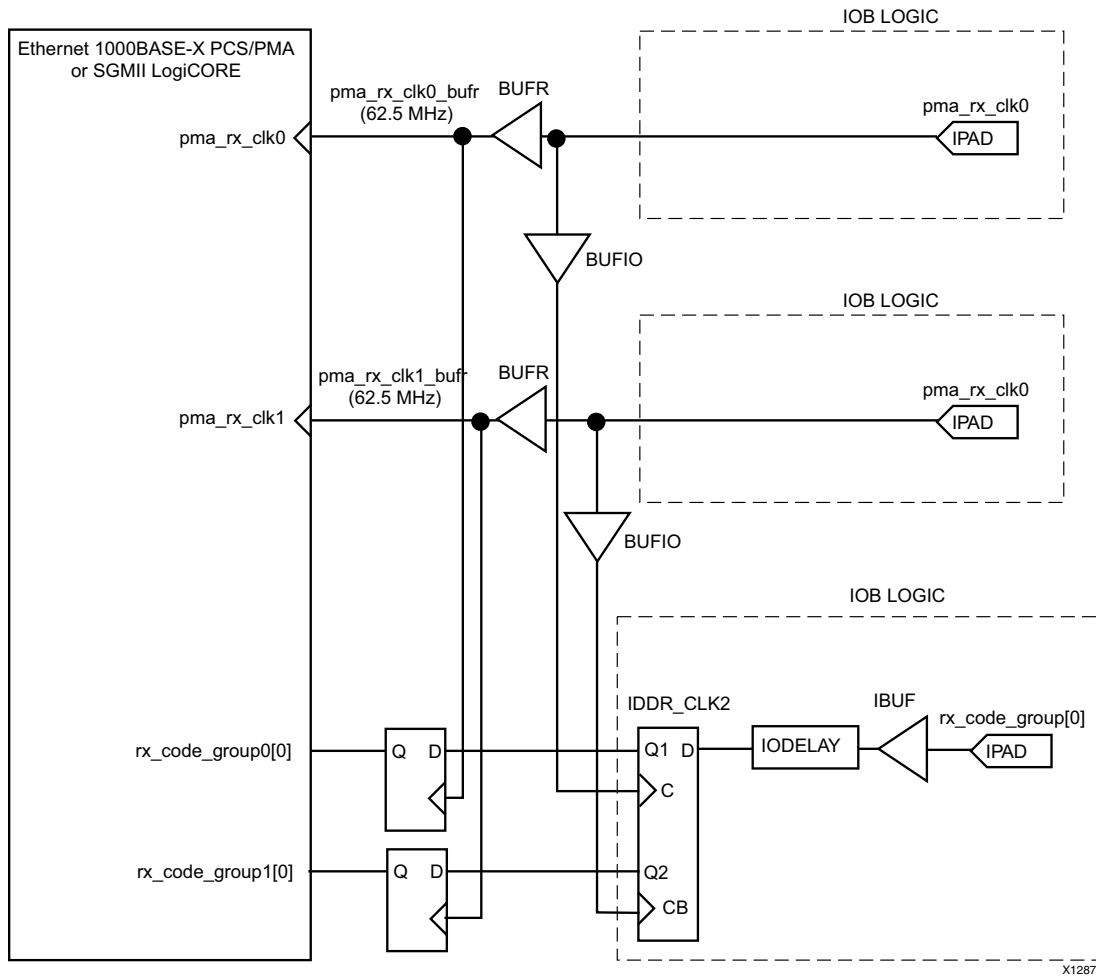 IOB LOGIC
Ethernet 1000BASE-X PCS/PMA
or SGMII LogiCORE
pma_rx_clk0_bufr
(62.5 MHz)
BUFR
pma_rx_clk0
pma_rx_clk0
IPAD
BUFIO
IOB LOGIC
pma_rx_clk1_bufr
(62.5 MHz)
BUFR
pma_rx_clk0
pma_rx_clk1
IPAD
BUFIO
IOB LOGIC
IDDR_CLK2
IBUF
rx_code_group[0]
rx_code_group0[0]
Q D
Q1 D
IODELAY
IPAD
C
rx_code_group1[0]
Q D
Q2
CB
X1287